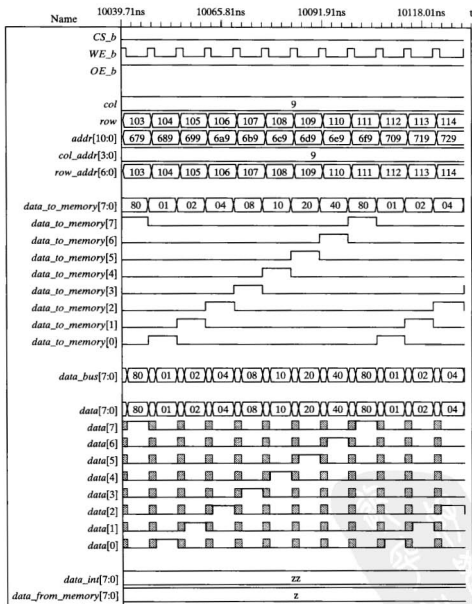 Name 10039.71ns 10065.81ns 10091.91ns 10118.01ns t
CS_b
WE_b
OE_b
col 9
row 103 104 105 106 107 108 109 110 111 112 113 114
addr[10:0] 679 689 699 6a9 6b9 6c9 6d9 6e9 6f9 709 719 729
col_addr[3:0] 9
row_addr[6:0] 103 104 105 106 107 108 109 110 111 112 113 114
data_to_memory[7:0] 80 01 02 04 08 10 20 40 80 01 02 04
data_to_memory[7]
data_to_memory[6]
data_to_memory[5]
data_to_memory[4]
data_to_memory[3]
data_to_memory[2]
data_to_memory[1]
data_to_memory[0]
data_bus[7:0] 80 01 02 04 08 10 20 40 80 01 02 04
data[7:0] 80 01 02 04 08 10 20 40 80 01 02 04
data[7]
data[6]
data[5]
data[4]
data[3]
data[2]
data[1]
data[0]
data_int[7:0] zz
data_from_memory[7:0] z